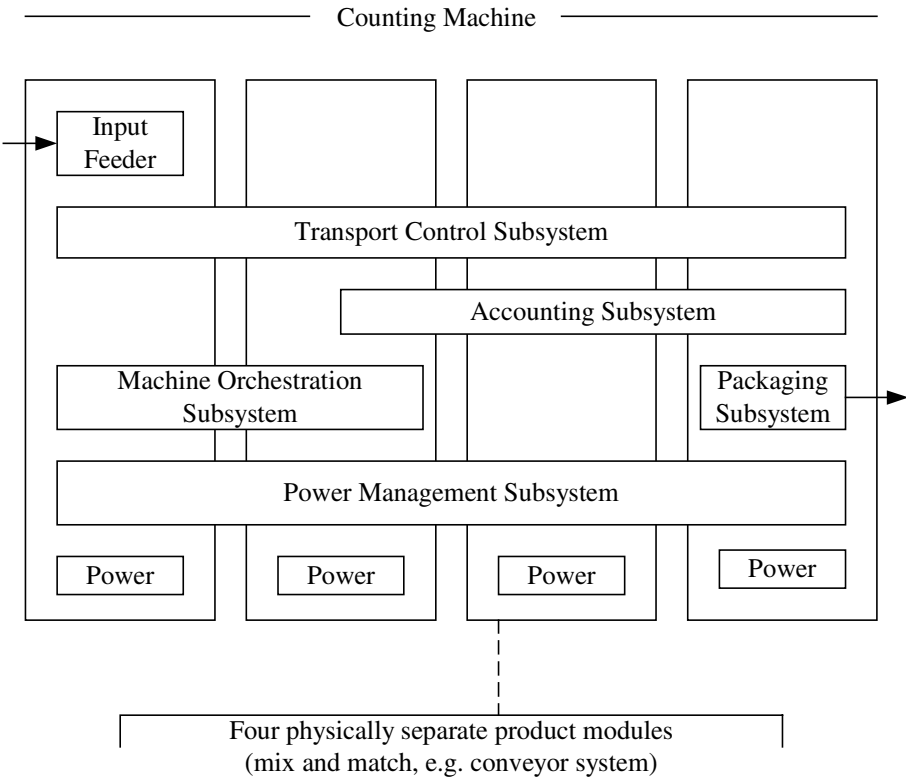 Counting Machine
Input
Feeder
Transport Control Subsystem
Accounting Subsystem
Machine Orchestration
Subsystem
Packaging
Subsystem
Power Management Subsystem
Power
Power
Power
Power
Four physically separate product modules
(mix and match, e.g. conveyor system)